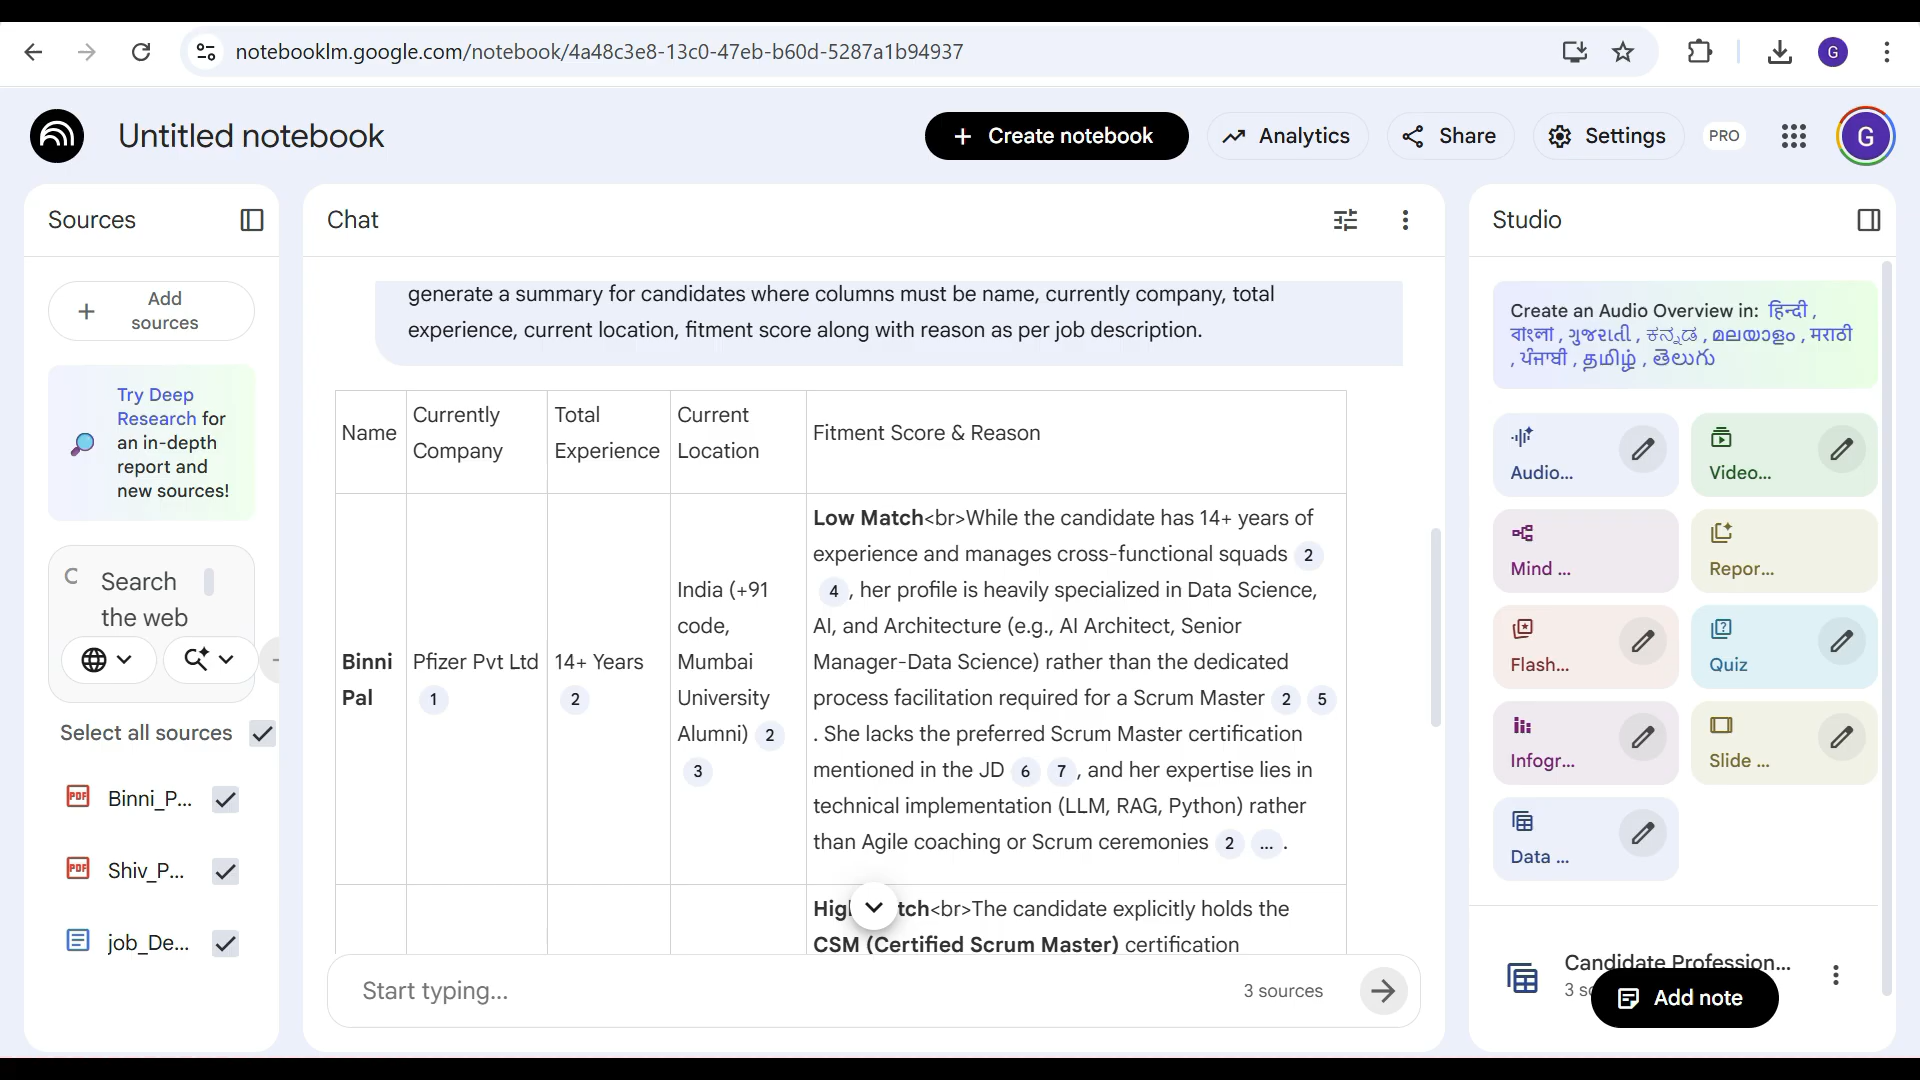 notebooklm.google.com/notebook/4a48c3e8-13c0-47eb-b60d-5287a1b94937
G
Untitled notebook
Create notebook
Analytics
Share
Settings
PRO
G
Sources
Add
sources
Try Deep
Research for
an in-depth
report and
new sources!
Search
the web
Select all sources
PDF
Binni_P...
PDF
Shiv_P...
job_De...
Chat
generate a summary for candidates where columns must be name, currently company, total
experience, current location, fitment score along with reason as per job description.
Name
Currently
Company
Total
Experience
Current
Location
Fitment Score & Reason
Binni
Pal
Pfizer Pvt Ltd
1
14+ Years
2
India (+91
code,
Mumbai
University
Alumni) 2
3
Low Match<br>While the candidate has 14+ years of
experience and manages cross-functional squads 2
4 , her profile is heavily specialized in Data Science,
AI, and Architecture (e.g., AI Architect, Senior
Manager-Data Science) rather than the dedicated
process facilitation required for a Scrum Master 2 5
. She lacks the preferred Scrum Master certification
mentioned in the JD 6 7 , and her expertise lies in
technical implementation (LLM, RAG, Python) rather
than Agile coaching or Scrum ceremonies 2 ... .
tch<br>The candidate explicitly holds the
CSM (Certified Scrum Master) certification
Start typing...
3 sources
Studio
Create an Audio Overview in: हिन्दी ,
বাংলা , ગુજરાતી , ಕನ್ನಡ , മലയാളം , मराठी
, ਪੰਜਾਬੀ , தமிழ் , తెలుగు
Audio...
Video...
Mind ...
Repor...
Flash...
Quiz
Infogr...
Slide ...
Data ...
Candidate Profession...
Add note